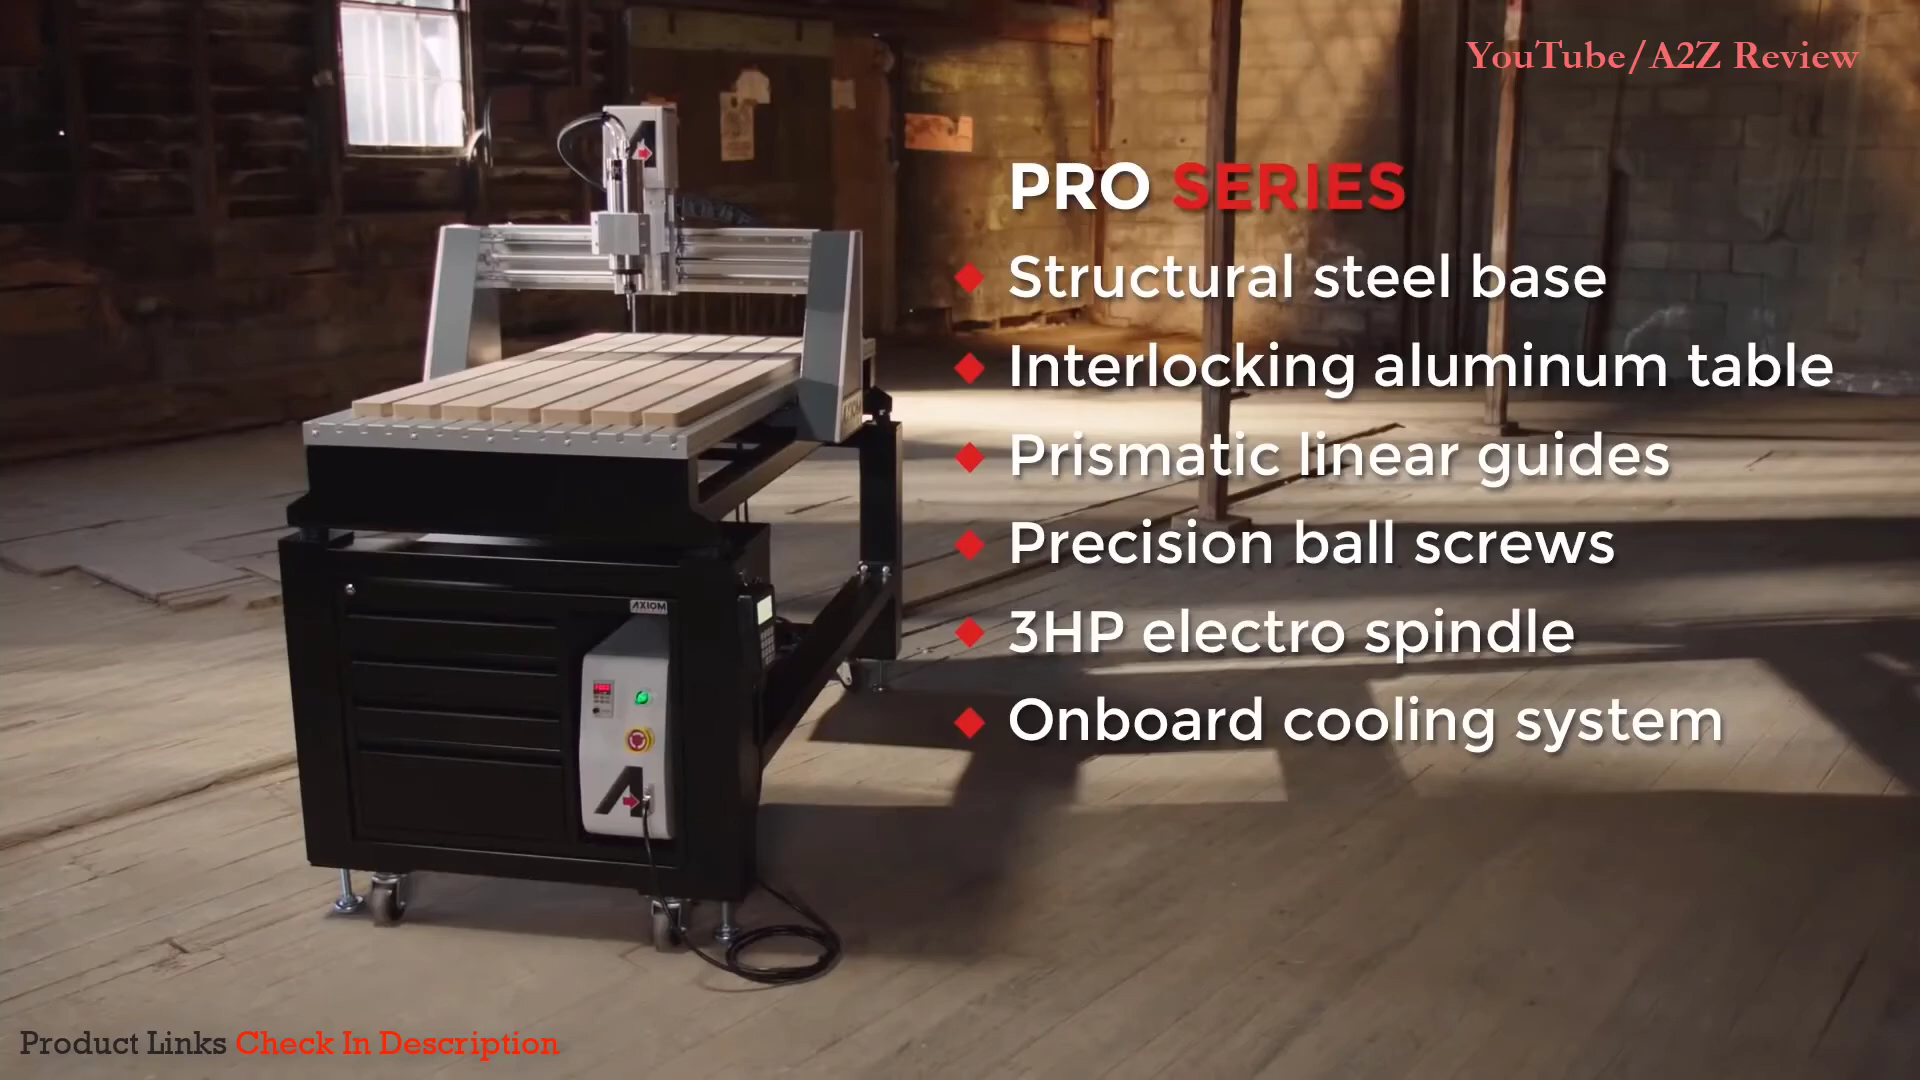 YouTube/A2Z Review
PRO SERIES
Structural steel base
Interlocking aluminum table
Prismatic linear guides
Precision ball screws
3HP electro spindle
Onboard cooling system
AXIOM
AXIOM
Product Links Check In Description